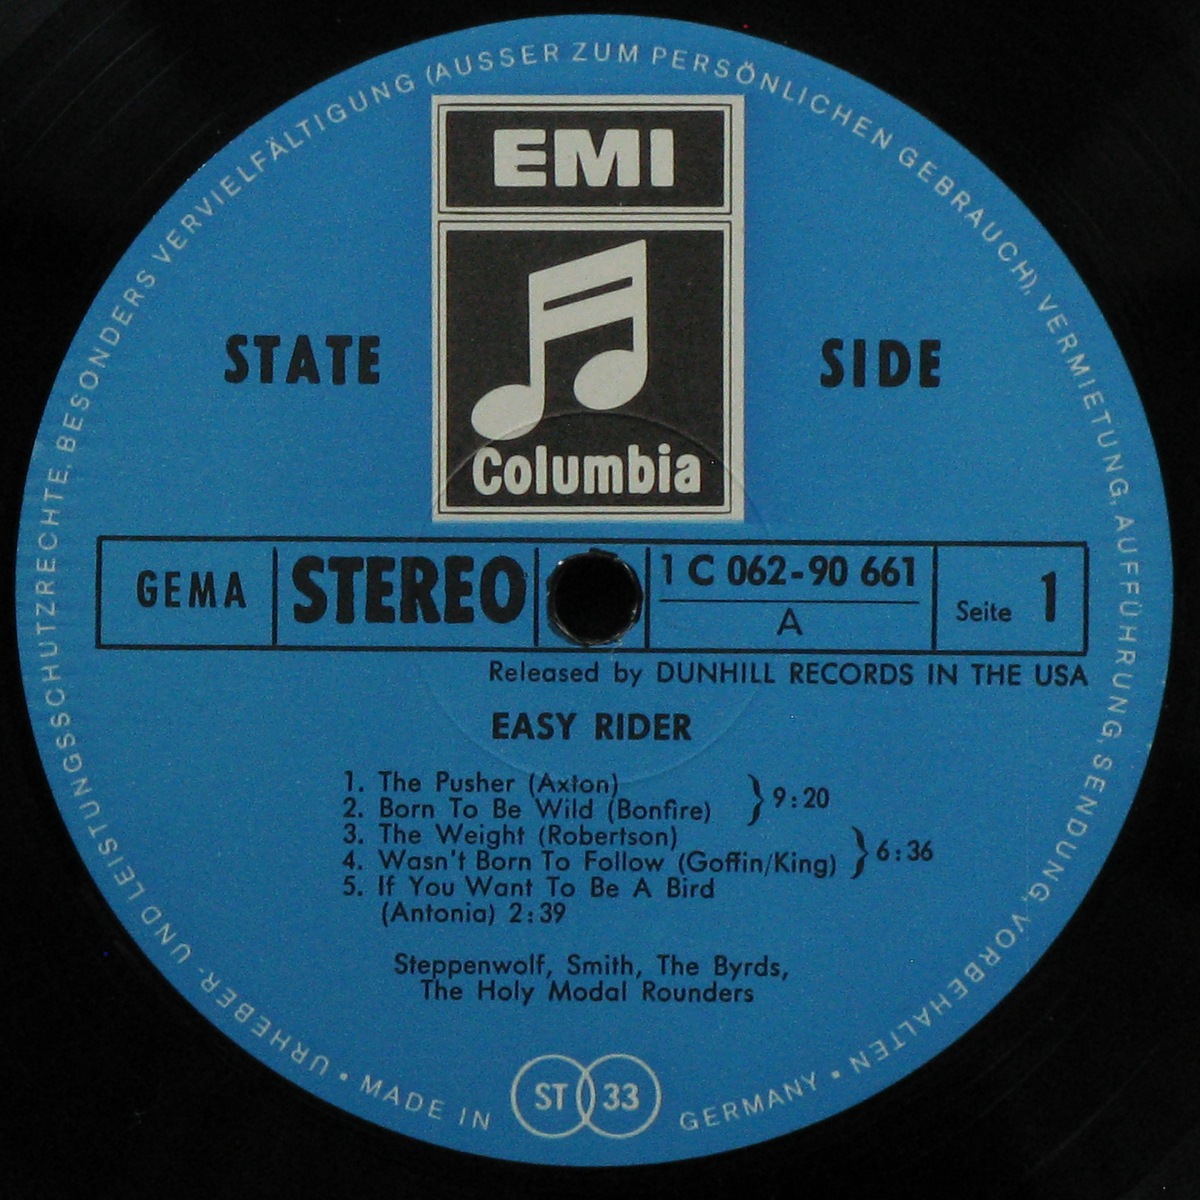 URHEBER- UND LEISTUNGSSCHUTZRECHTE, BESONDERS VERVIELFÄLTIGUNG (AUSSER ZUM PERSÖNLICHEN GEBRAUCH), VERMIETUNG, AUFFÜHRUNG, SENDUNG, VORBEHALTEN •
EMI
STATE SIDE
Columbia
GEMA STEREO 1 C 062-90 661 Seite 1
A
Released by DUNHILL RECORDS IN THE USA
EASY RIDER
1. The Pusher (Axton)
2. Born To Be Wild (Bonfire) } 9:20
3. The Weight (Robertson)
4. Wasn't Born To Follow (Goffin/King) } 6:36
5. If You Want To Be A Bird
(Antonia) 2:39
Steppenwolf, Smith, The Byrds,
The Holy Modal Rounders
• MADE IN ST 33 GERMANY